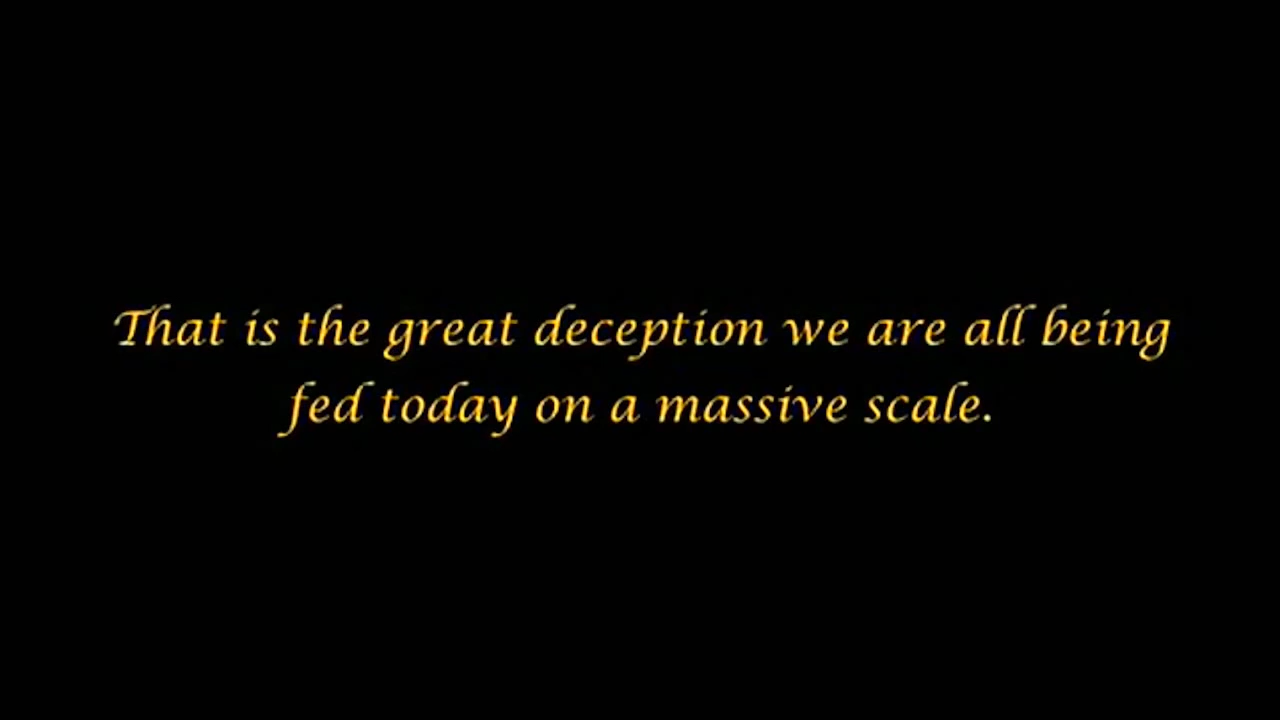 That is the great deception we are all being
fed today on a massive scale.